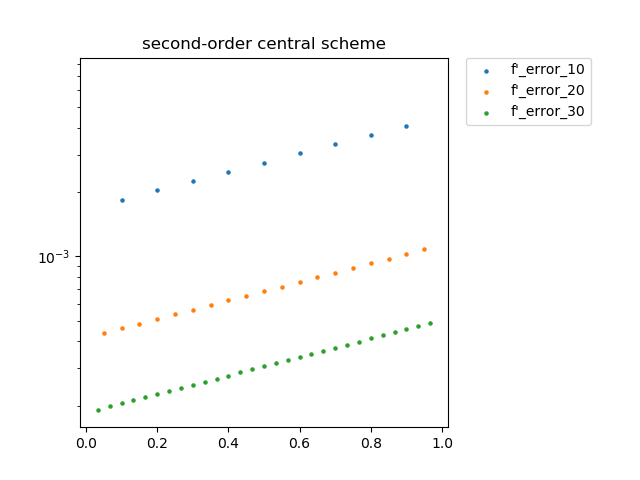 second-order central scheme
f'_error_10
f'_error_20
f'_error_30
10⁻³
0.0 0.2 0.4 0.6 0.8 1.0